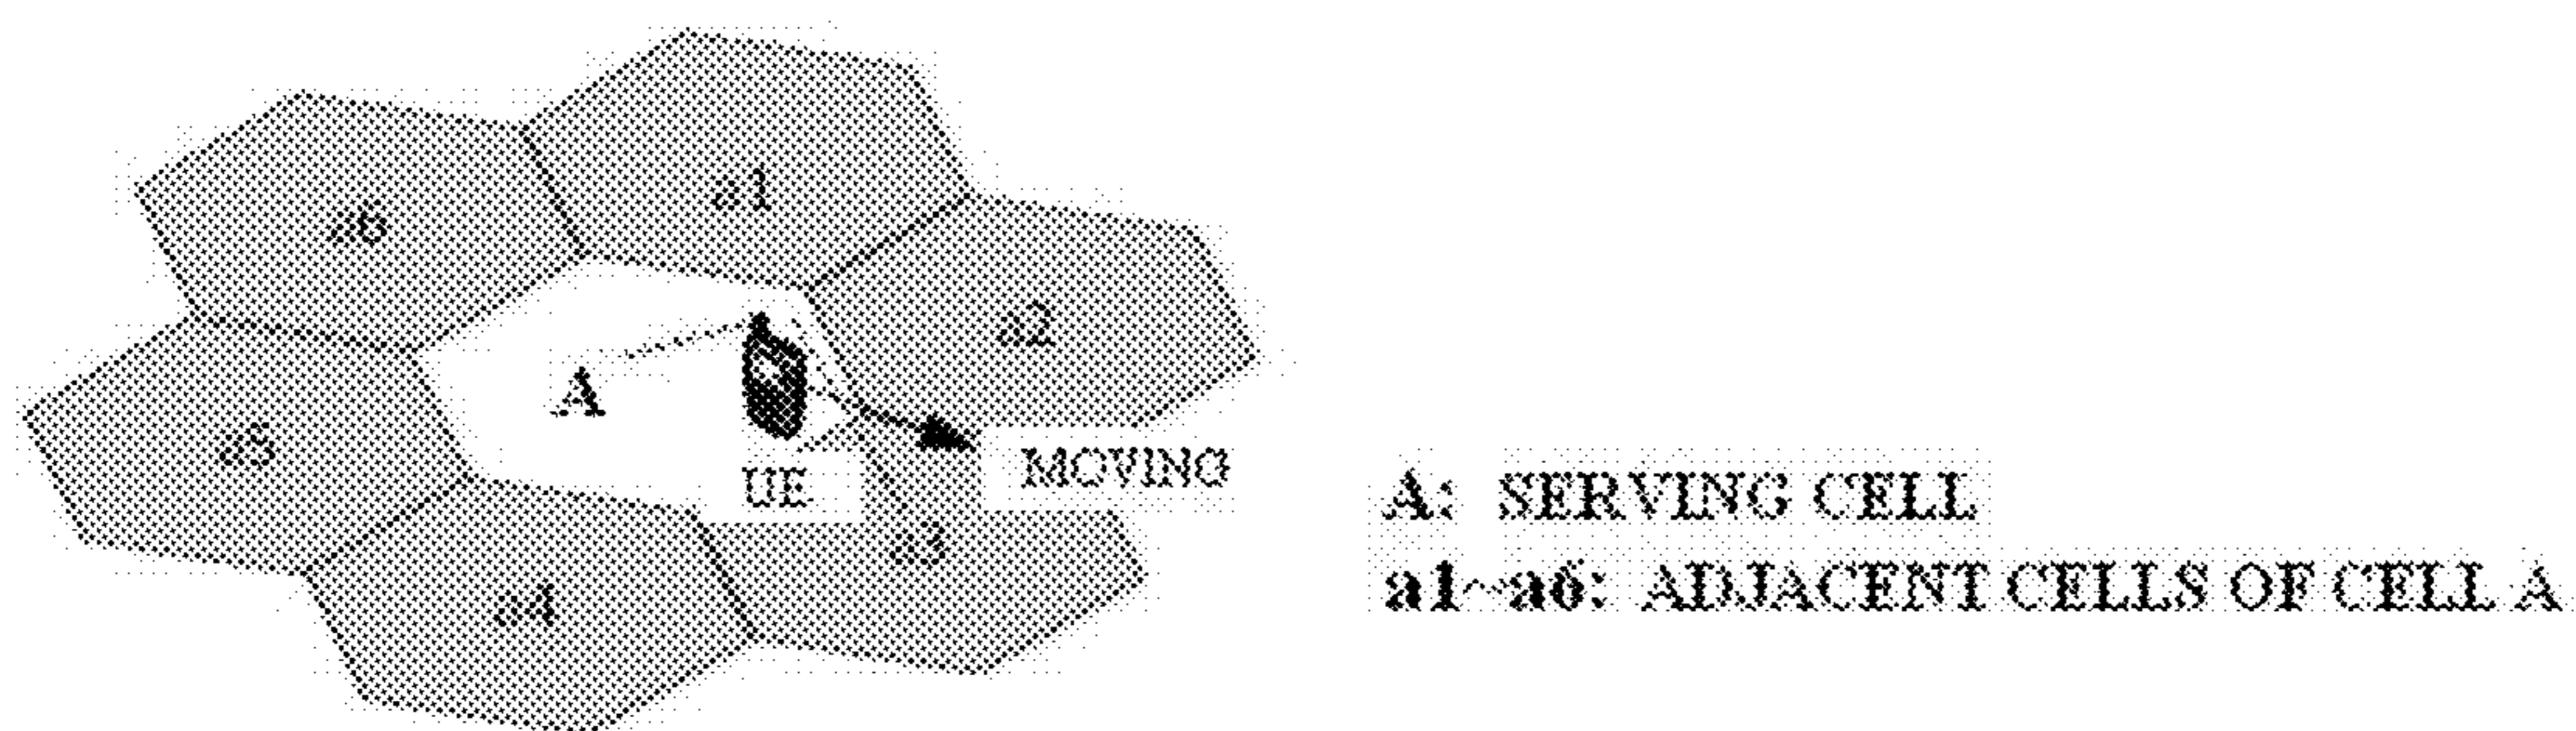 a1
a6
a2
A
a5
MOVING
UE
a3
a4
A: SERVING CELL
a1~a6: ADJACENT CELLS OF CELL A